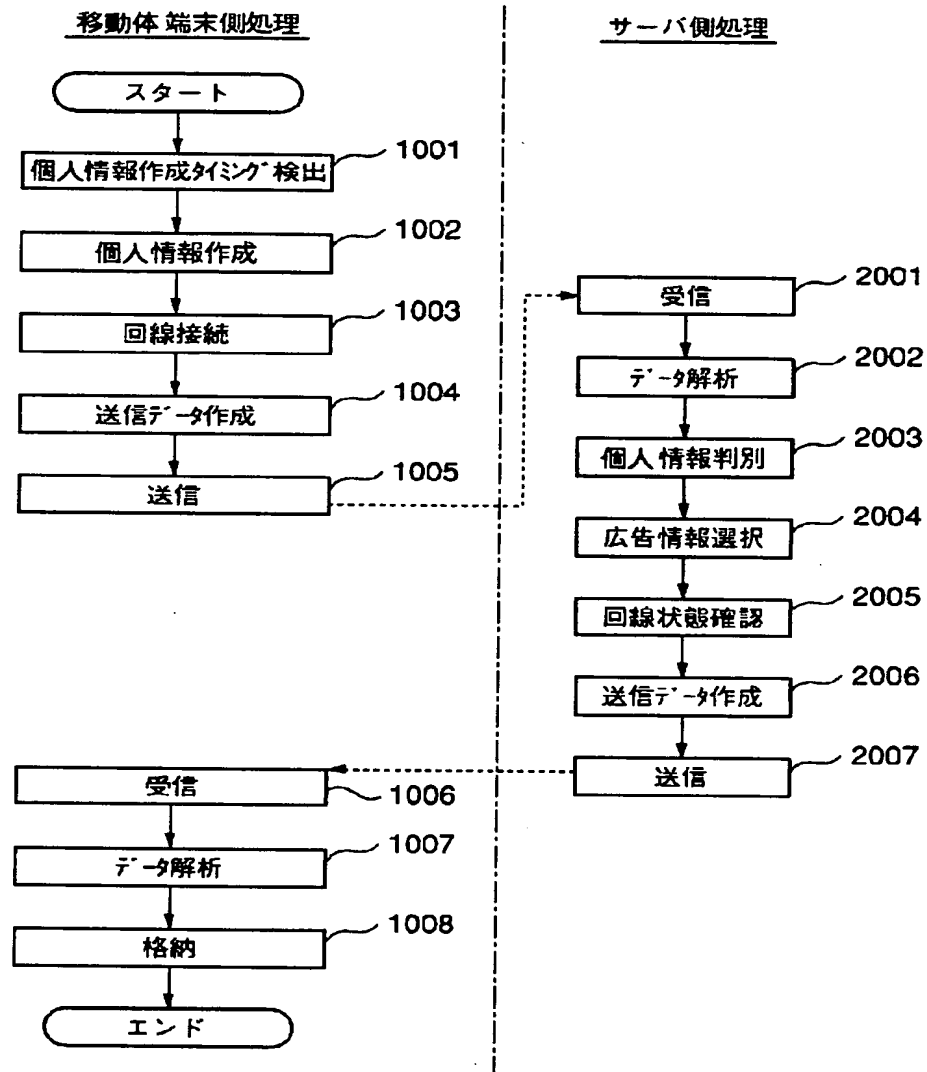 移動体端末側処理
スタート
個人情報作成タイミング検出
1001
個人情報作成
1002
回線接続
1003
送信データ作成
1004
送信
1005
サーバ側処理
受信
2001
データ解析
2002
個人情報判別
2003
広告情報選択
2004
回線状態確認
2005
送信データ作成
2006
送信
2007
受信
1006
データ解析
1007
格納
1008
エンド